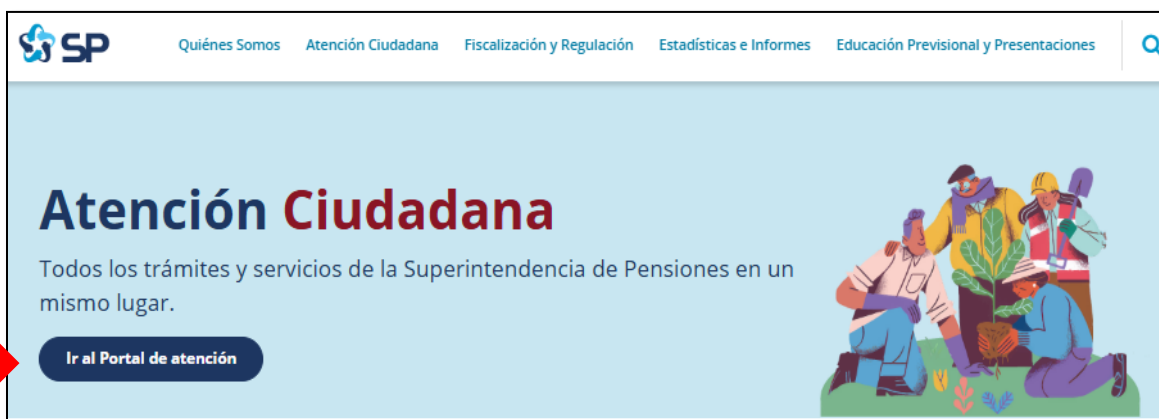 SP
Quiénes Somos Atención Ciudadana Fiscalización y Regulación Estadísticas e Informes Educación Previsional y Presentaciones
Atención Ciudadana
Todos los trámites y servicios de la Superintendencia de Pensiones en un
mismo lugar.
Ir al Portal de atención